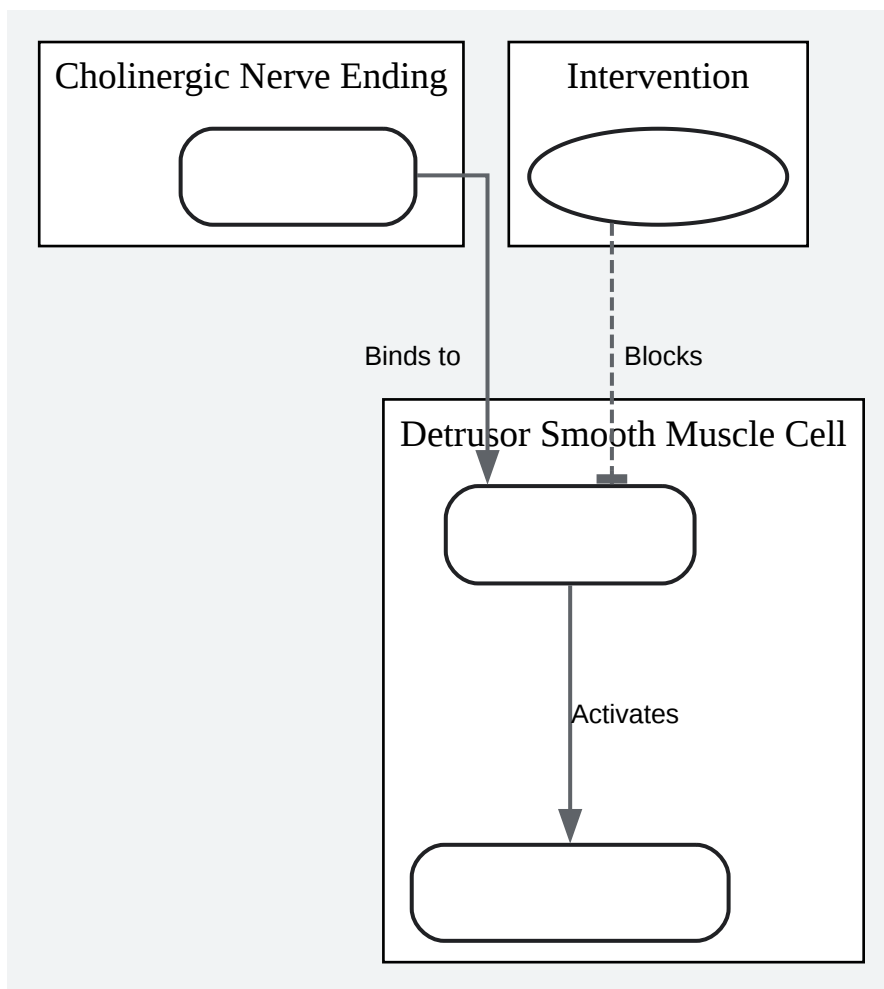 Cholinergic Nerve Ending
Intervention
Binds to
Blocks
Detrusor Smooth Muscle Cell
Activates